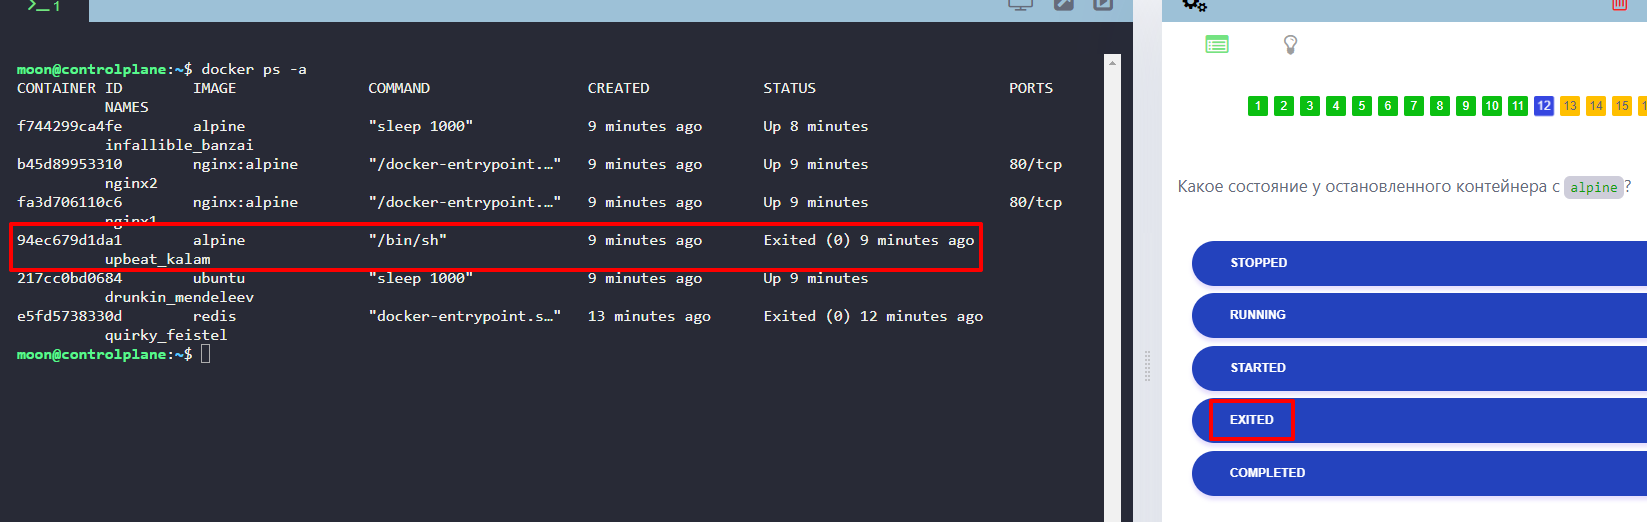 1
moon@controlplane:~$ docker ps -a
CONTAINER ID IMAGE COMMAND CREATED STATUS PORTS
NAMES
f744299ca4fe alpine "sleep 1000" 9 minutes ago Up 8 minutes
infallible_banzai
b45d89953310 nginx:alpine "/docker-entrypoint.…" 9 minutes ago Up 9 minutes 80/tcp
nginx2
fa3d706110c6 nginx:alpine "/docker-entrypoint.…" 9 minutes ago Up 9 minutes 80/tcp
nginx1
94ec679d1da1 alpine "/bin/sh" 9 minutes ago Exited (0) 9 minutes ago
upbeat_kalam
217cc0bd0684 ubuntu "sleep 1000" 9 minutes ago Up 9 minutes
drunkin_mendeleev
e5fd5738330d redis "docker-entrypoint.s…" 13 minutes ago Exited (0) 12 minutes ago
quirky_feistel
moon@controlplane:~$
1 2 3 4 5 6 7 8 9 10 11 12 13 14 15
Какое состояние у остановленного контейнера с alpine?
STOPPED
RUNNING
STARTED
EXITED
COMPLETED